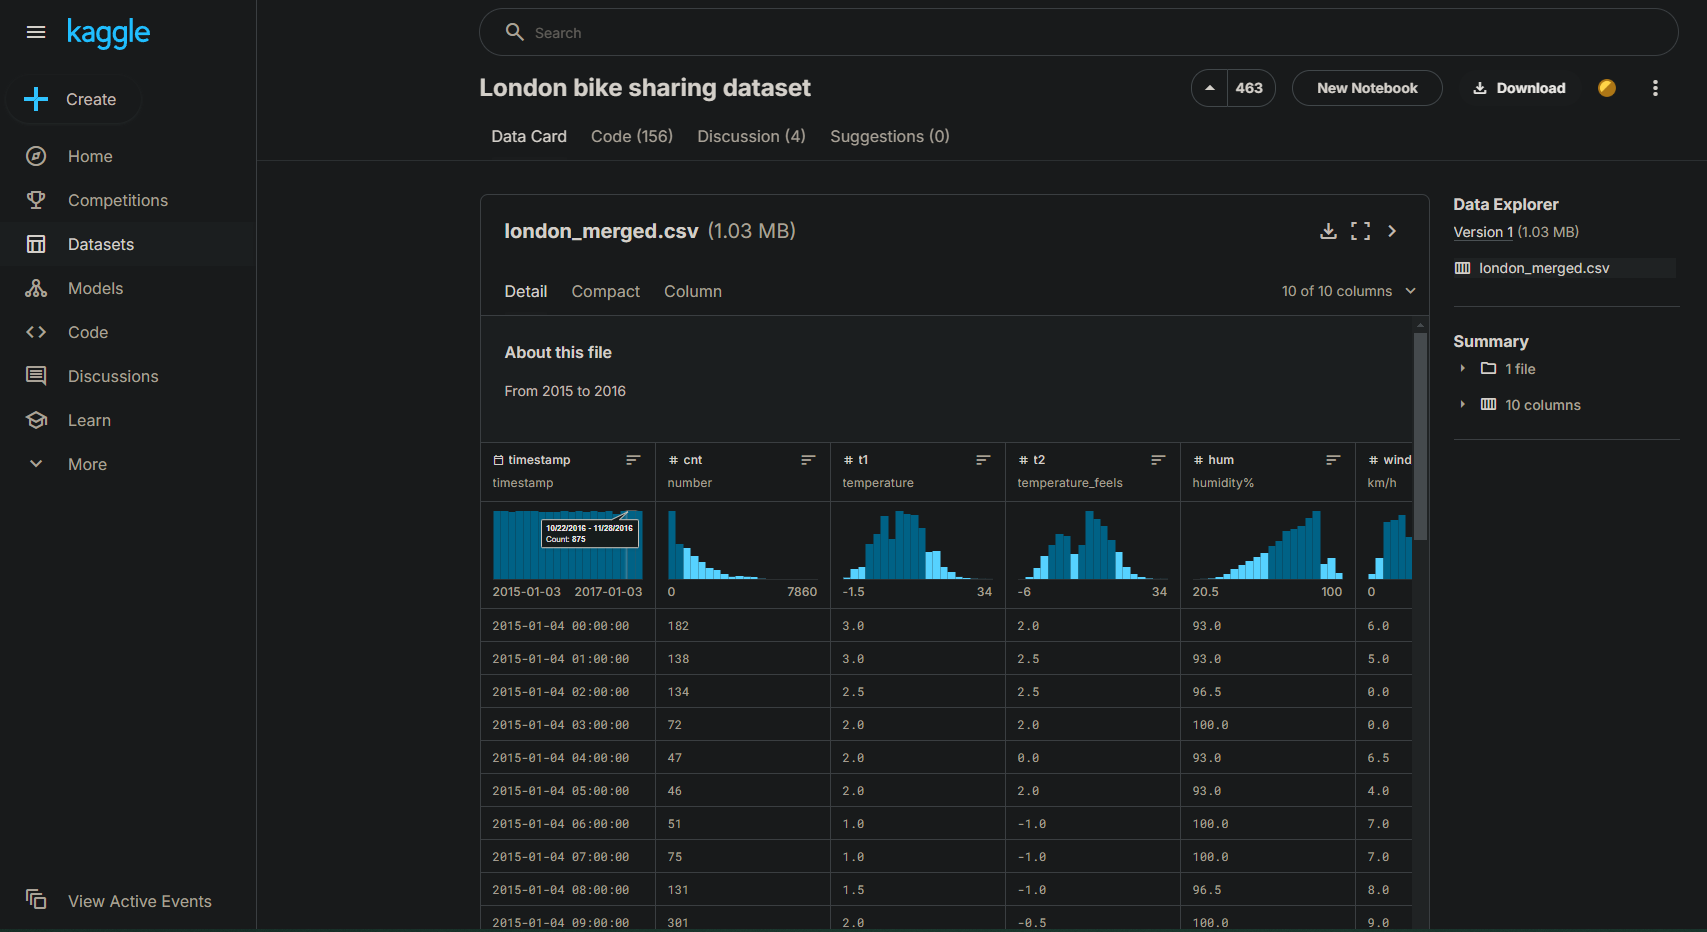 kaggle
Search
Create
Home
Competitions
Datasets
Models
Code
Discussions
Learn
More
View Active Events
London bike sharing dataset
463
New Notebook
Download
Data Card Code (156) Discussion (4) Suggestions (0)
london_merged.csv (1.03 MB)
Detail Compact Column 10 of 10 columns
About this file
From 2015 to 2016
timestamp # cnt # t1 # t2 # hum # wind
timestamp number temperature temperature_feels humidity% km/h
10/22/2016 - 11/28/2016
Count: 875
2015-01-03 2017-01-03 0 7860 -1.5 34 -6 34 20.5 100 0
2015-01-04 00:00:00 182 3.0 2.0 93.0 6.0
2015-01-04 01:00:00 138 3.0 2.5 93.0 5.0
2015-01-04 02:00:00 134 2.5 2.5 96.5 0.0
2015-01-04 03:00:00 72 2.0 2.0 100.0 0.0
2015-01-04 04:00:00 47 2.0 0.0 93.0 6.5
2015-01-04 05:00:00 46 2.0 2.0 93.0 4.0
2015-01-04 06:00:00 51 1.0 -1.0 100.0 7.0
2015-01-04 07:00:00 75 1.0 -1.0 100.0 7.0
2015-01-04 08:00:00 131 1.5 -1.0 96.5 8.0
2015-01-04 09:00:00 301 2.0 -0.5 100.0 9.0
Data Explorer
Version 1 (1.03 MB)
london_merged.csv
Summary
1 file
10 columns